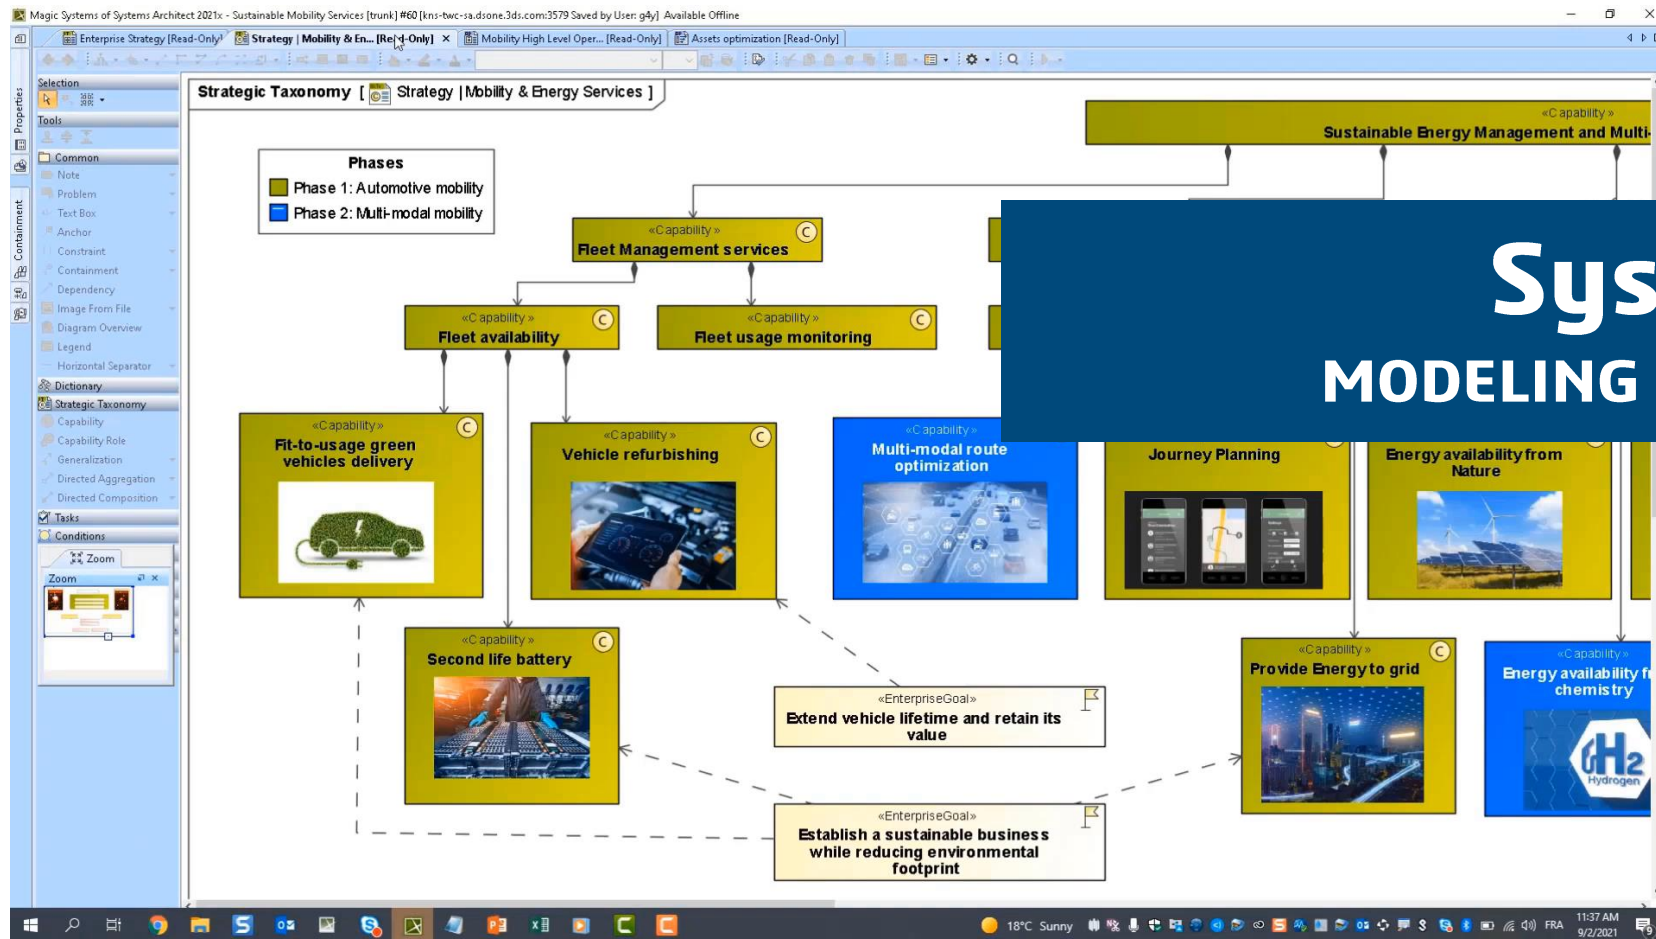 Magic Systems of Systems Architect 2021x - Sustainable Mobility Services [trunk] #60 [kns-twc-sa.dsone.3ds.com:3579 Saved by User: g4y] Available Offline
Enterprise Strategy [Read-Only]
Strategy | Mobility & En... [Read-Only]
Mobility High Level Oper... [Read-Only]
Assets optimization [Read-Only]
Properties
Containment
Selection
Tools
Common
Note
Problem
Text Box
Anchor
Constraint
Containment
Dependency
Image From File
Diagram Overview
Legend
Horizontal Separator
Dictionary
Strategic Taxonomy
Capability
Capability Role
Generalization
Directed Aggregation
Directed Composition
Tasks
Conditions
Zoom
Zoom
Strategic Taxonomy [ Strategy | Mobility & Energy Services ]
Phases
Phase 1: Automotive mobility
Phase 2: Multi-modal mobility
«Capability»
Sustainable Energy Management and Multi-
«Capability»
C
Fleet Management services
Sys
MODELING
«Capability»
C
Fleet availability
«Capability»
C
Fleet usage monitoring
«Capability»
C
Fit-to-usage green
vehicles delivery
«Capability»
C
Vehicle refurbishing
«Capability»
Multi-modal route
optimization
Journey Planning
Energy availability from
Nature
«Capability»
C
Second life battery
«EnterpriseGoal»
Extend vehicle lifetime and retain its
value
«Capability»
C
Provide Energy to grid
«Capability»
Energy availability f
chemistry
H2
Hydrogen
«EnterpriseGoal»
Establish a sustainable business
while reducing environmental
footprint
18°C Sunny
FRA
11:37 AM
9/2/2021